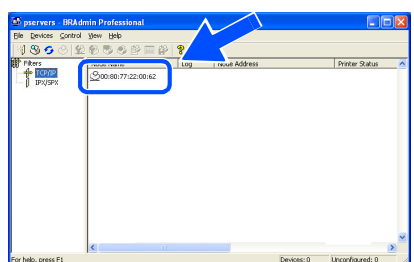 pservers - BRAdmin Professional
File Devices Control View Help
Filters
TCP/IP
IPX/SPX
Node Name Log Node Address Printer Status
00:80:77:22:00:62
For help, press F1 Devices: 0 Unconfigured: 0